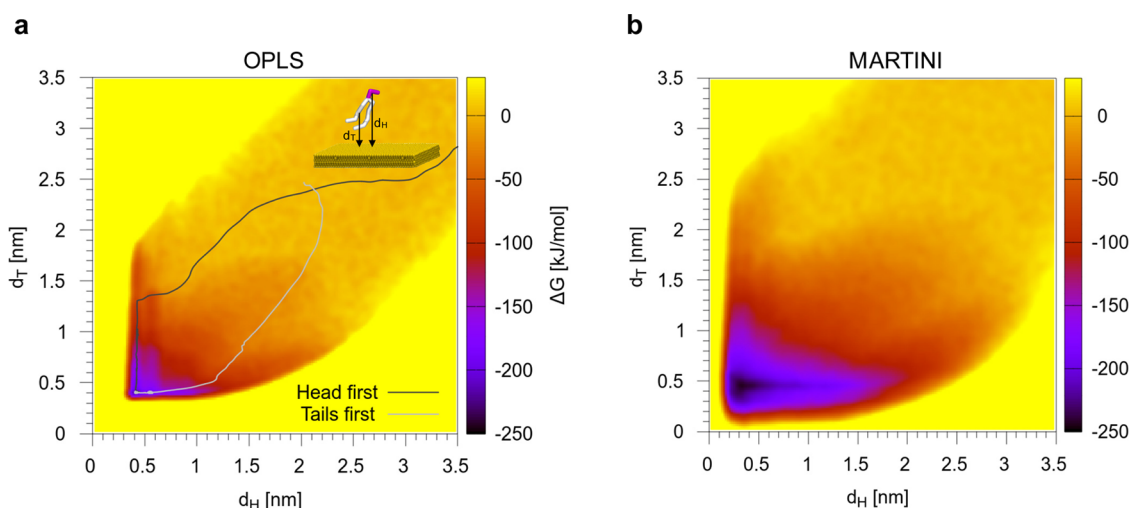 a
OPLS
3.5
3
2.5
2
1.5
1
0.5
0
d_T [nm]
0 0.5 1 1.5 2 2.5 3 3.5
d_H [nm]
d_T
d_H
Head first
Tails first
0
-50
-100
-150
-200
-250
ΔG [kJ/mol]
b
MARTINI
3.5
3
2.5
2
1.5
1
0.5
0
d_T [nm]
0 0.5 1 1.5 2 2.5 3 3.5
d_H [nm]
0
-50
-100
-150
-200
-250